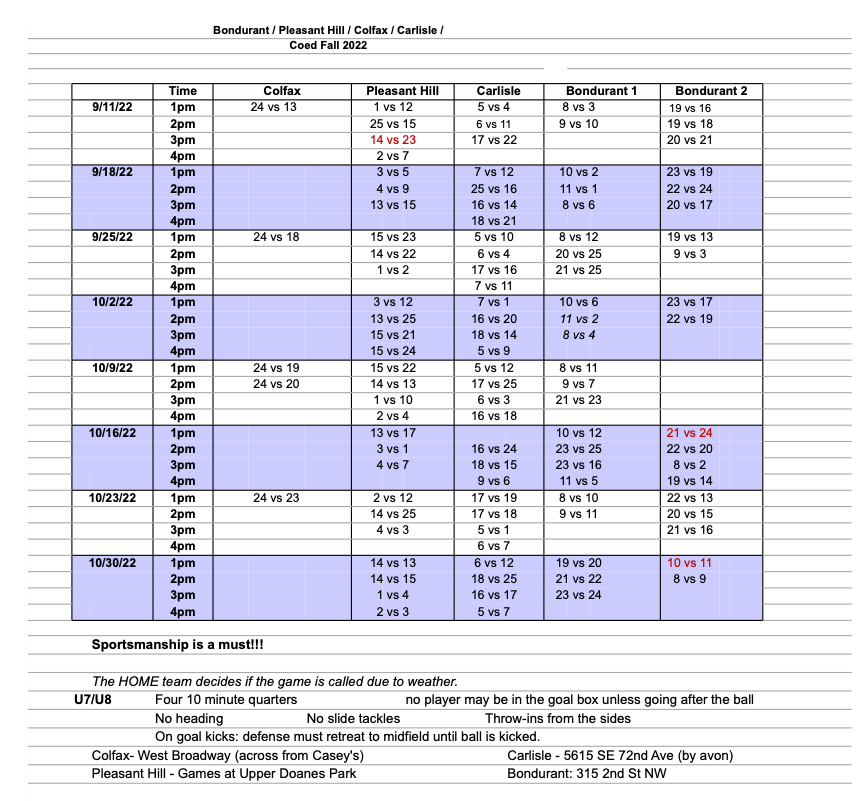 Bondurant / Pleasant Hill / Colfax / Carlisle /
Coed Fall 2022
Time Colfax Pleasant Hill Carlisle Bondurant 1 Bondurant 2
9/11/22 1pm 24 vs 13 1 vs 12 5 vs 4 8 vs 3 19 vs 16
2pm 25 vs 15 6 vs 11 9 vs 10 19 vs 18
3pm 14 vs 23 17 vs 22 20 vs 21
4pm 2 vs 7
9/18/22 1pm 3 vs 5 7 vs 12 10 vs 2 23 vs 19
2pm 4 vs 9 25 vs 16 11 vs 1 22 vs 24
3pm 13 vs 15 16 vs 14 8 vs 6 20 vs 17
4pm 18 vs 21
9/25/22 1pm 24 vs 18 15 vs 23 5 vs 10 8 vs 12 19 vs 13
2pm 14 vs 22 6 vs 4 20 vs 25 9 vs 3
3pm 1 vs 2 17 vs 16 21 vs 25
4pm 7 vs 11
10/2/22 1pm 3 vs 12 7 vs 1 10 vs 6 23 vs 17
2pm 13 vs 25 16 vs 20 11 vs 2 22 vs 19
3pm 15 vs 21 18 vs 14 8 vs 4
4pm 15 vs 24 5 vs 9
10/9/22 1pm 24 vs 19 15 vs 22 5 vs 12 8 vs 11
2pm 24 vs 20 14 vs 13 17 vs 25 9 vs 7
3pm 1 vs 10 6 vs 3 21 vs 23
4pm 2 vs 4 16 vs 18
10/16/22 1pm 13 vs 17 10 vs 12 21 vs 24
2pm 3 vs 1 16 vs 24 23 vs 25 22 vs 20
3pm 4 vs 7 18 vs 15 23 vs 16 8 vs 2
4pm 9 vs 6 11 vs 5 19 vs 14
10/23/22 1pm 24 vs 23 2 vs 12 17 vs 19 8 vs 10 22 vs 13
2pm 14 vs 25 17 vs 18 9 vs 11 20 vs 15
3pm 4 vs 3 5 vs 1 21 vs 16
4pm 6 vs 7
10/30/22 1pm 14 vs 13 6 vs 12 19 vs 20 10 vs 11
2pm 14 vs 15 18 vs 25 21 vs 22 8 vs 9
3pm 1 vs 4 16 vs 17 23 vs 24
4pm 2 vs 3 5 vs 7
Sportsmanship is a must!!!
The HOME team decides if the game is called due to weather.
U7/U8 Four 10 minute quarters no player may be in the goal box unless going after the ball
No heading No slide tackles Throw-ins from the sides
On goal kicks: defense must retreat to midfield until ball is kicked.
Colfax- West Broadway (across from Casey's) Carlisle - 5615 SE 72nd Ave (by avon)
Pleasant Hill - Games at Upper Doanes Park Bondurant: 315 2nd St NW